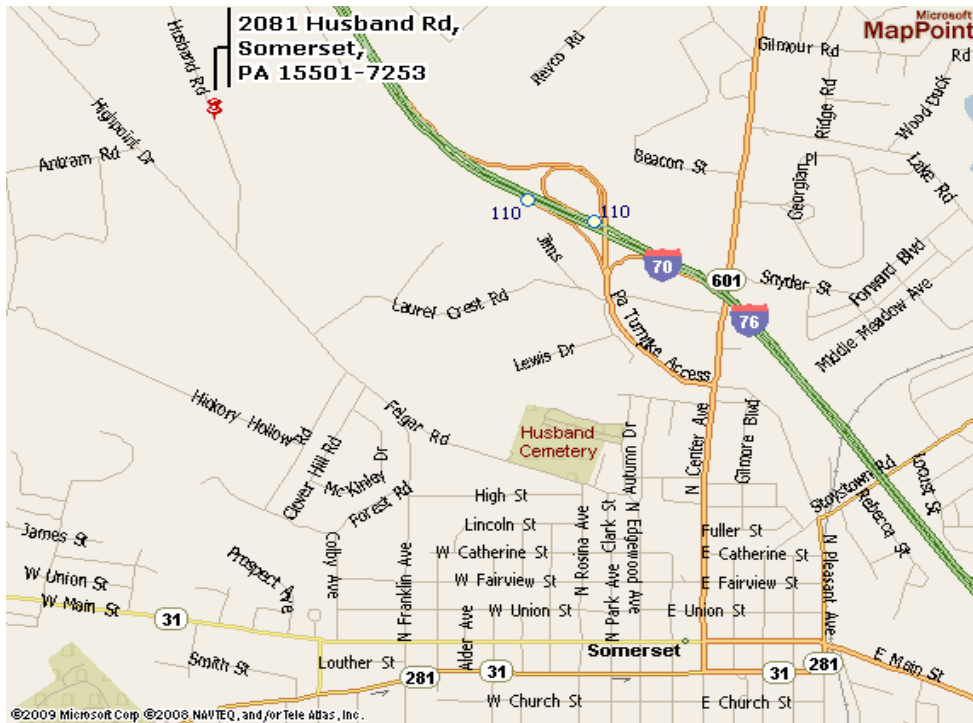 Microsoft
MapPoint
2081 Husband Rd,
Somerset,
PA 15501-7253
Husband Rd
Rayco Rd
Gilmour Rd
Rd
Ridge Rd
Wood Duck
Highpoint Dr
Antram Rd
Beacon St
Georgian Pl
Lake Rd
110
110
Jims
70
601
Snyder St
Forward Blvd
Middle Meadow Ave
Laurel Crest Rd
Pa Turnpike Access
76
Lewis Dr
Hickory Hollow Rd
Felgar Rd
Husband
Cemetery
N Center Ave
Gilmore Blvd
Clover Hill Rd
McKinley Dr
Forest Rd
Autumn Dr
Stoystown Rd
Locust St
Rebecca St
High St
Lincoln St
James St
Colby Ave
N Franklin Ave
W Catherine St
N Rosina Ave
Clark St
N Edgewood Ave
Fuller St
E Catherine St
N Pleasant Ave
Prospect Ave
W Union St
W Fairview St
E Fairview St
W Main St
31
Alder Ave
W Union St
N Park Ave
E Union St
Somerset
Smith St
Louther St
281
31
31
281
E Main St
W Church St
E Church St
©2009 Microsoft Corp ©2008 NAVTEQ, and/or Tele Atlas, Inc.